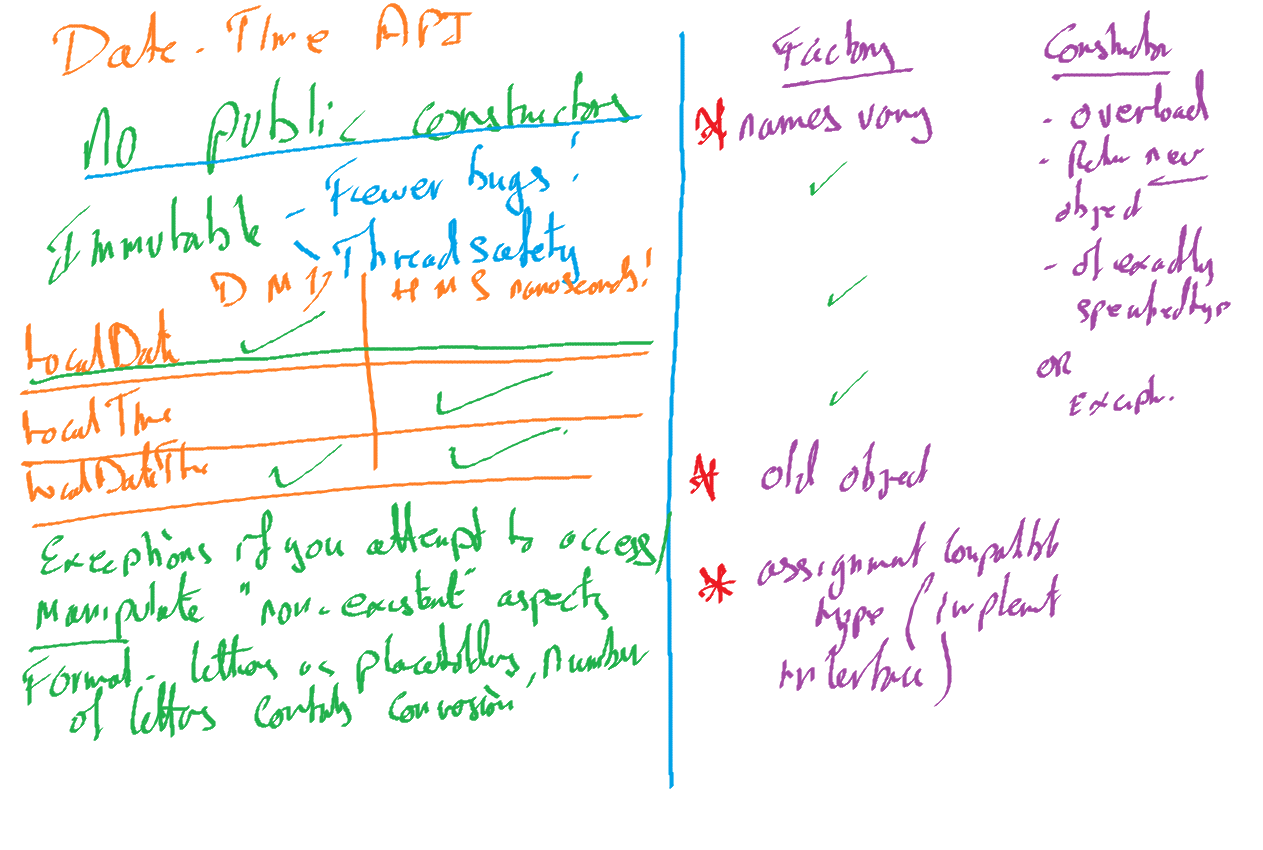 Date-Time API
No public constructors
Immutable - Fewer bugs!
\ Thread safety
D M Y H M S nanoseconds!
LocalDate
LocalTime
LocalDateTime
Exceptions if you attempt to access/
manipulate "non-existent" aspects
Format - letters as placeholders, number
of letters controls conversion
Factory
* names vary
* old object
* assignment compatible
type (implement
interface)
Constructor
- overload
- Return new
object
- of exactly
specified type
OR
Except.